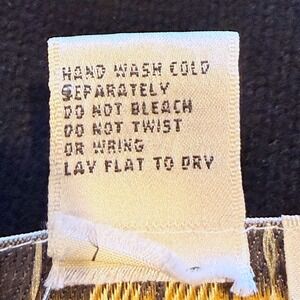 HAND WASH COLD
SEPARATELY
DO NOT BLEACH
DO NOT TWIST
OR WRING
LAY FLAT TO DRY